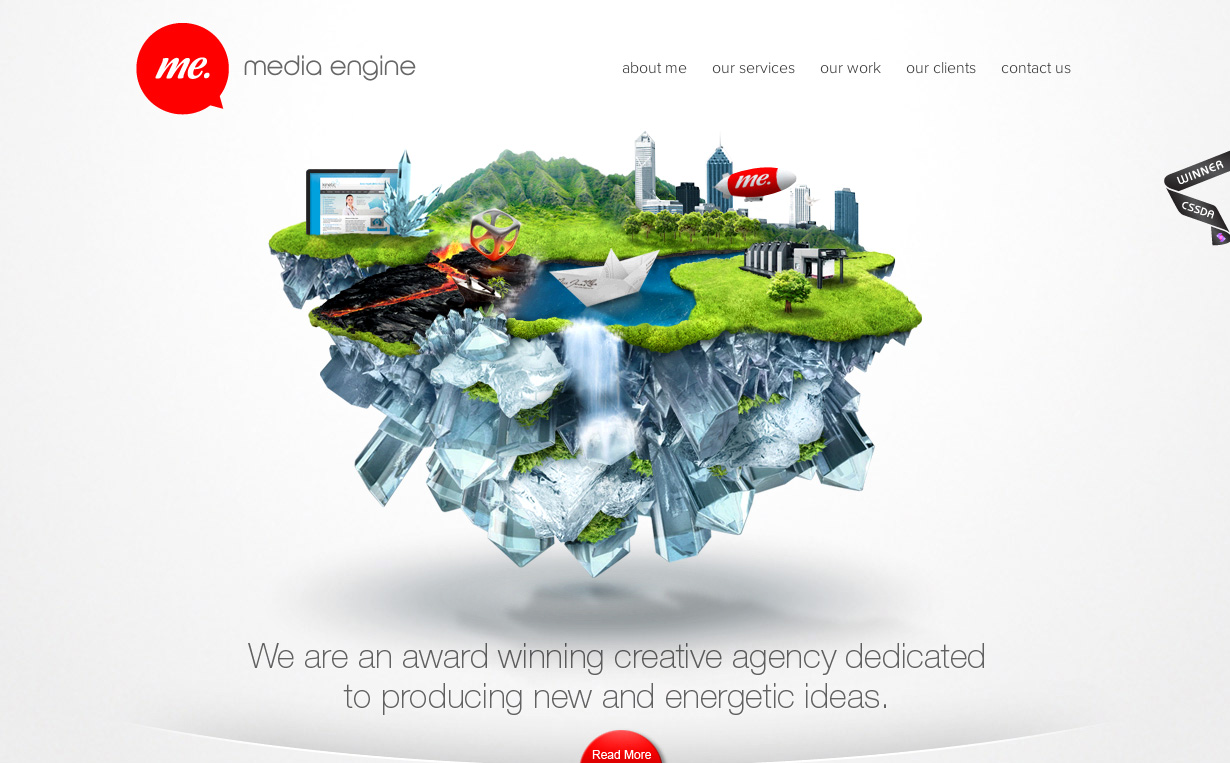 me.
media engine
about me
our services
our work
our clients
contact us
WINNER
CSSDA
me.
We are an award winning creative agency dedicated
to producing new and energetic ideas.
Read More